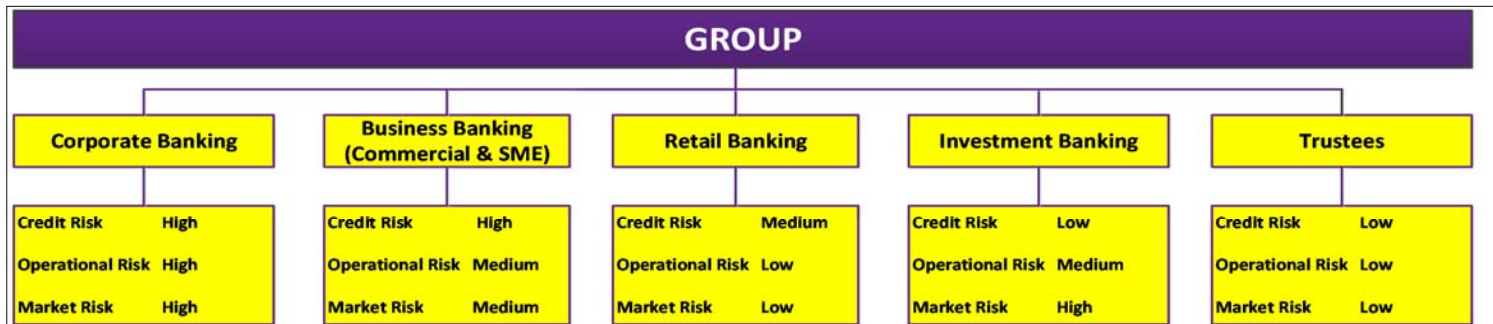 GROUP
Corporate Banking
Business Banking
(Commercial & SME)
Retail Banking
Investment Banking
Trustees
Credit Risk High
Operational Risk High
Market Risk High
Credit Risk High
Operational Risk Medium
Market Risk Medium
Credit Risk Medium
Operational Risk Low
Market Risk Low
Credit Risk Low
Operational Risk Medium
Market Risk High
Credit Risk Low
Operational Risk Low
Market Risk Low